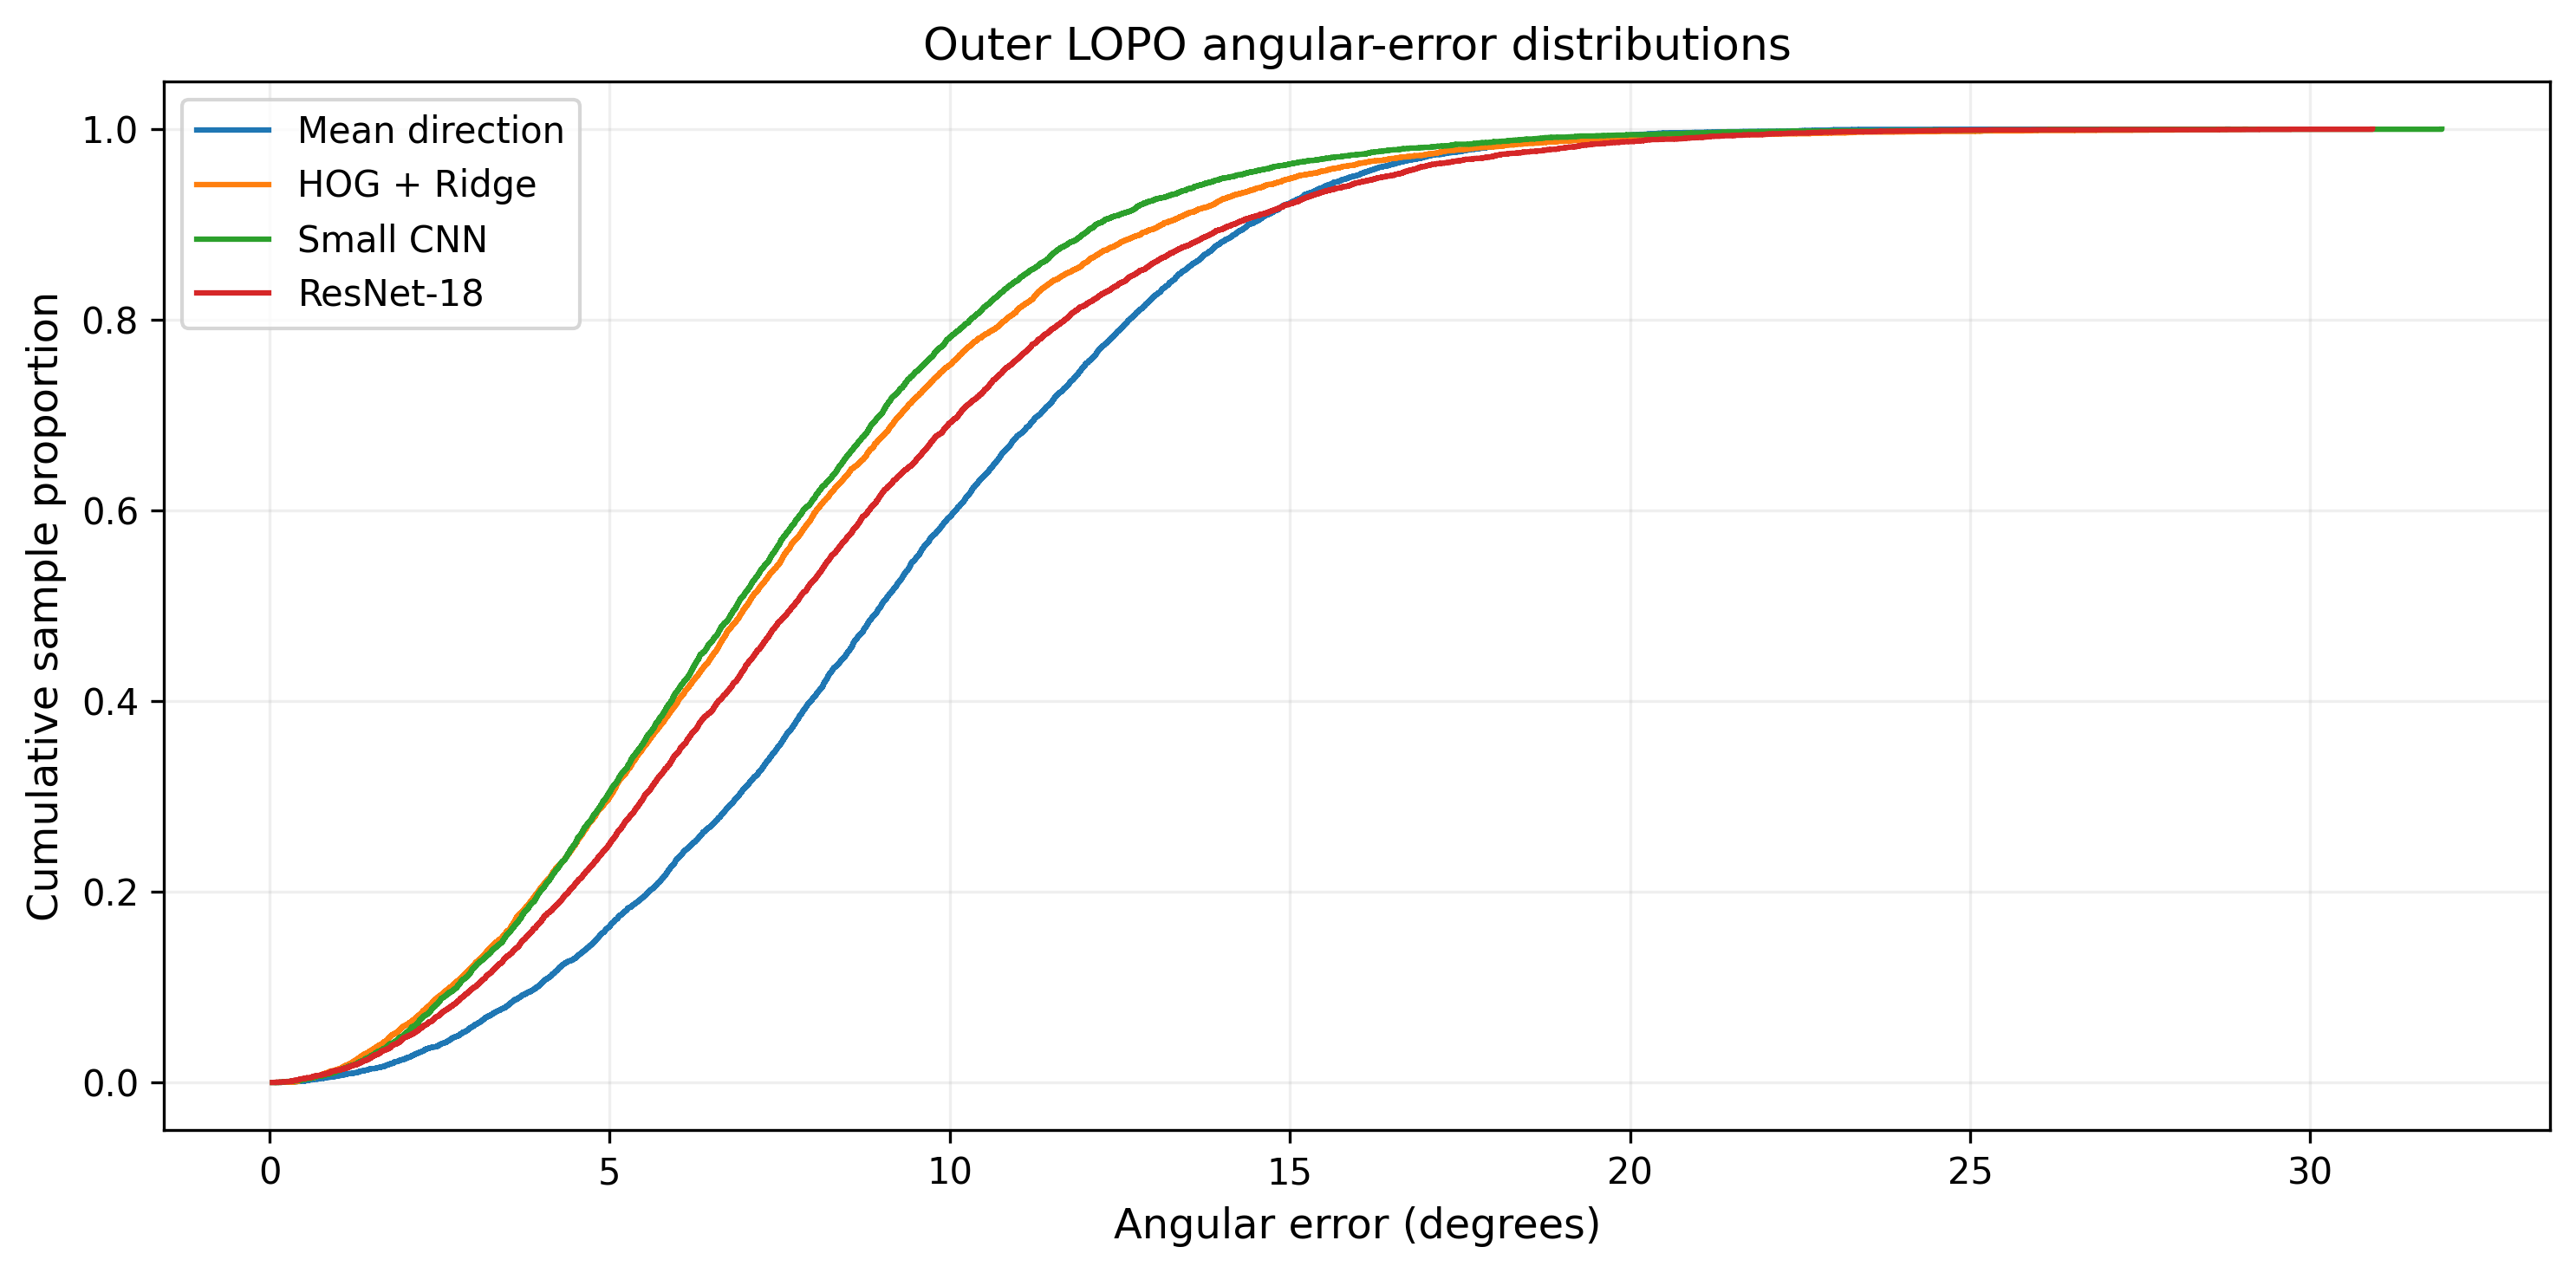 Outer LOPO angular-error distributions
Mean direction
HOG + Ridge
Small CNN
ResNet-18
Cumulative sample proportion
1.0
0.8
0.6
0.4
0.2
0.0
0 5 10 15 20 25 30
Angular error (degrees)